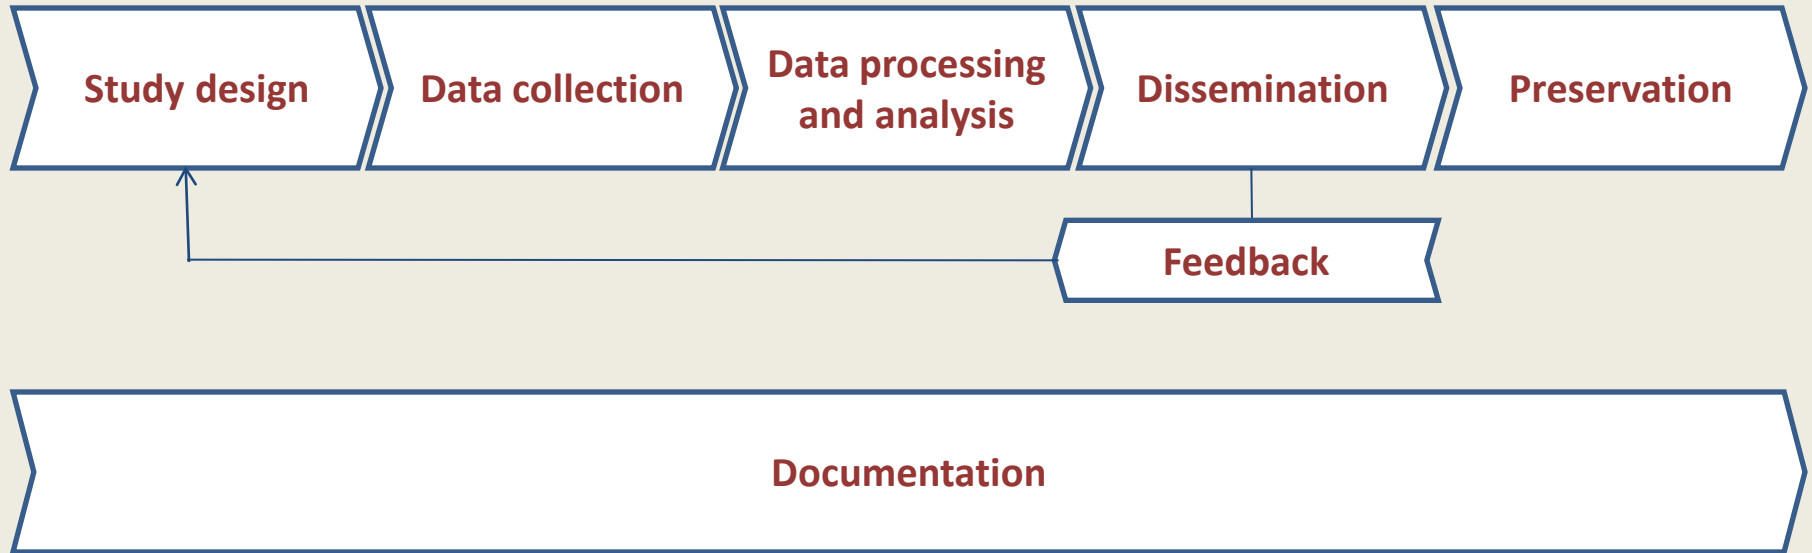 Study design
Data collection
Data processing
and analysis
Dissemination
Preservation
Feedback
Documentation